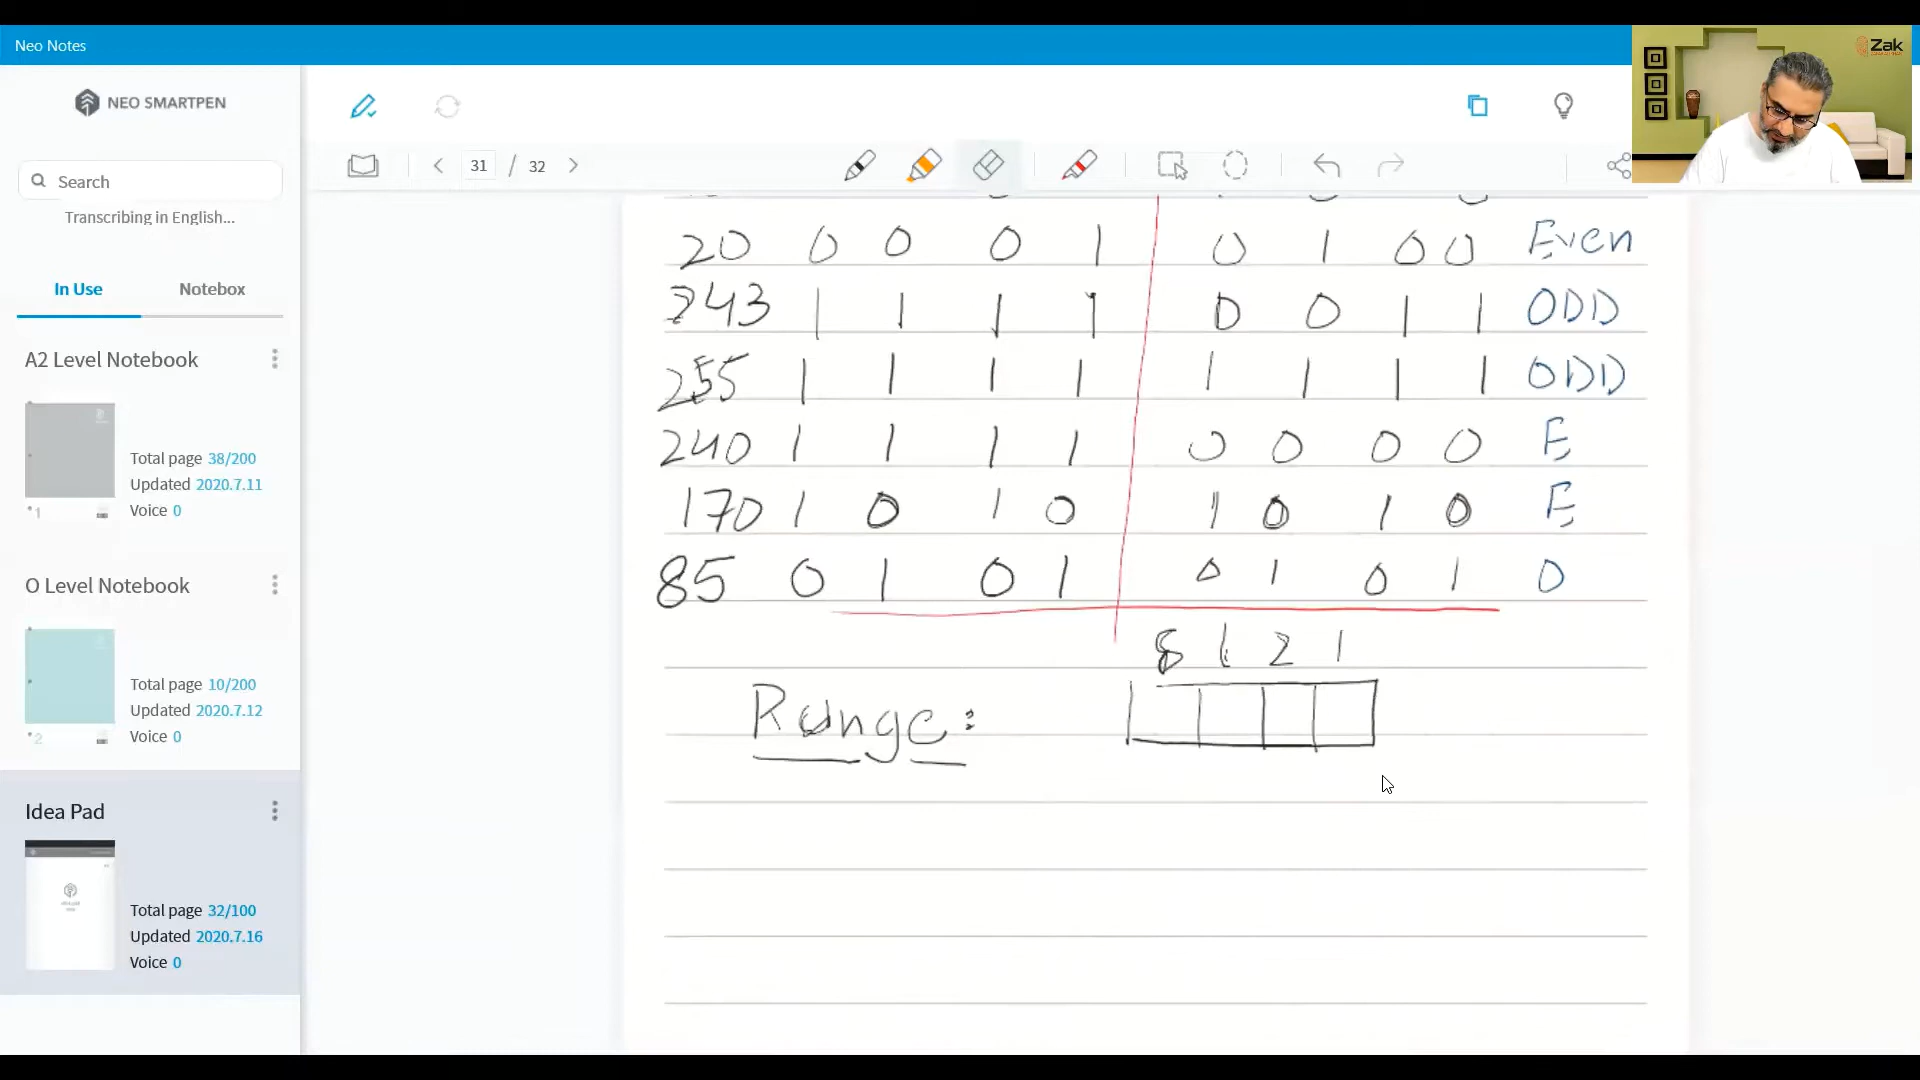 Neo Notes
Zak
NEO SMARTPEN
Search
Transcribing in English...
31 / 32
In Use Notebox
A2 Level Notebook
Total page 38/200
Updated 2020.7.11
Voice 0
1
O Level Notebook
Total page 10/200
Updated 2020.7.12
Voice 0
2
Idea Pad
Total page 32/100
Updated 2020.7.16
Voice 0
20 0 0 0 1 0 1 0 0 Even
243 1 1 1 1 0 0 1 1 ODD
255 1 1 1 1 1 1 1 1 ODD
240 1 1 1 1 0 0 0 0 E
170 1 0 1 0 1 0 1 0 E
85 0 1 0 1 0 1 0 1 O
8 2 1
Range: